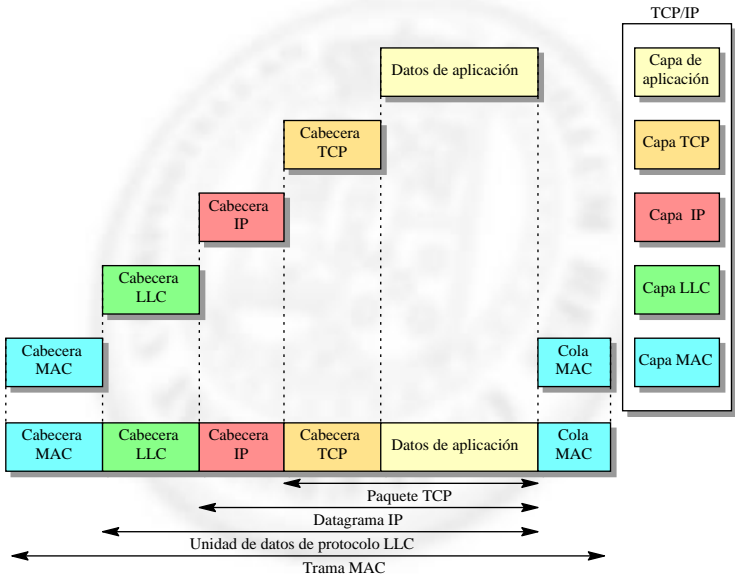 TCP/IP
Datos de aplicación
Capa de
aplicación
Cabecera
TCP
Capa TCP
Cabecera
IP
Capa IP
Cabecera
LLC
Capa LLC
Cabecera
MAC
Cola
MAC
Capa MAC
Cabecera
MAC
Cabecera
LLC
Cabecera
IP
Cabecera
TCP
Datos de aplicación
Cola
MAC
Paquete TCP
Datagrama IP
Unidad de datos de protocolo LLC
Trama MAC